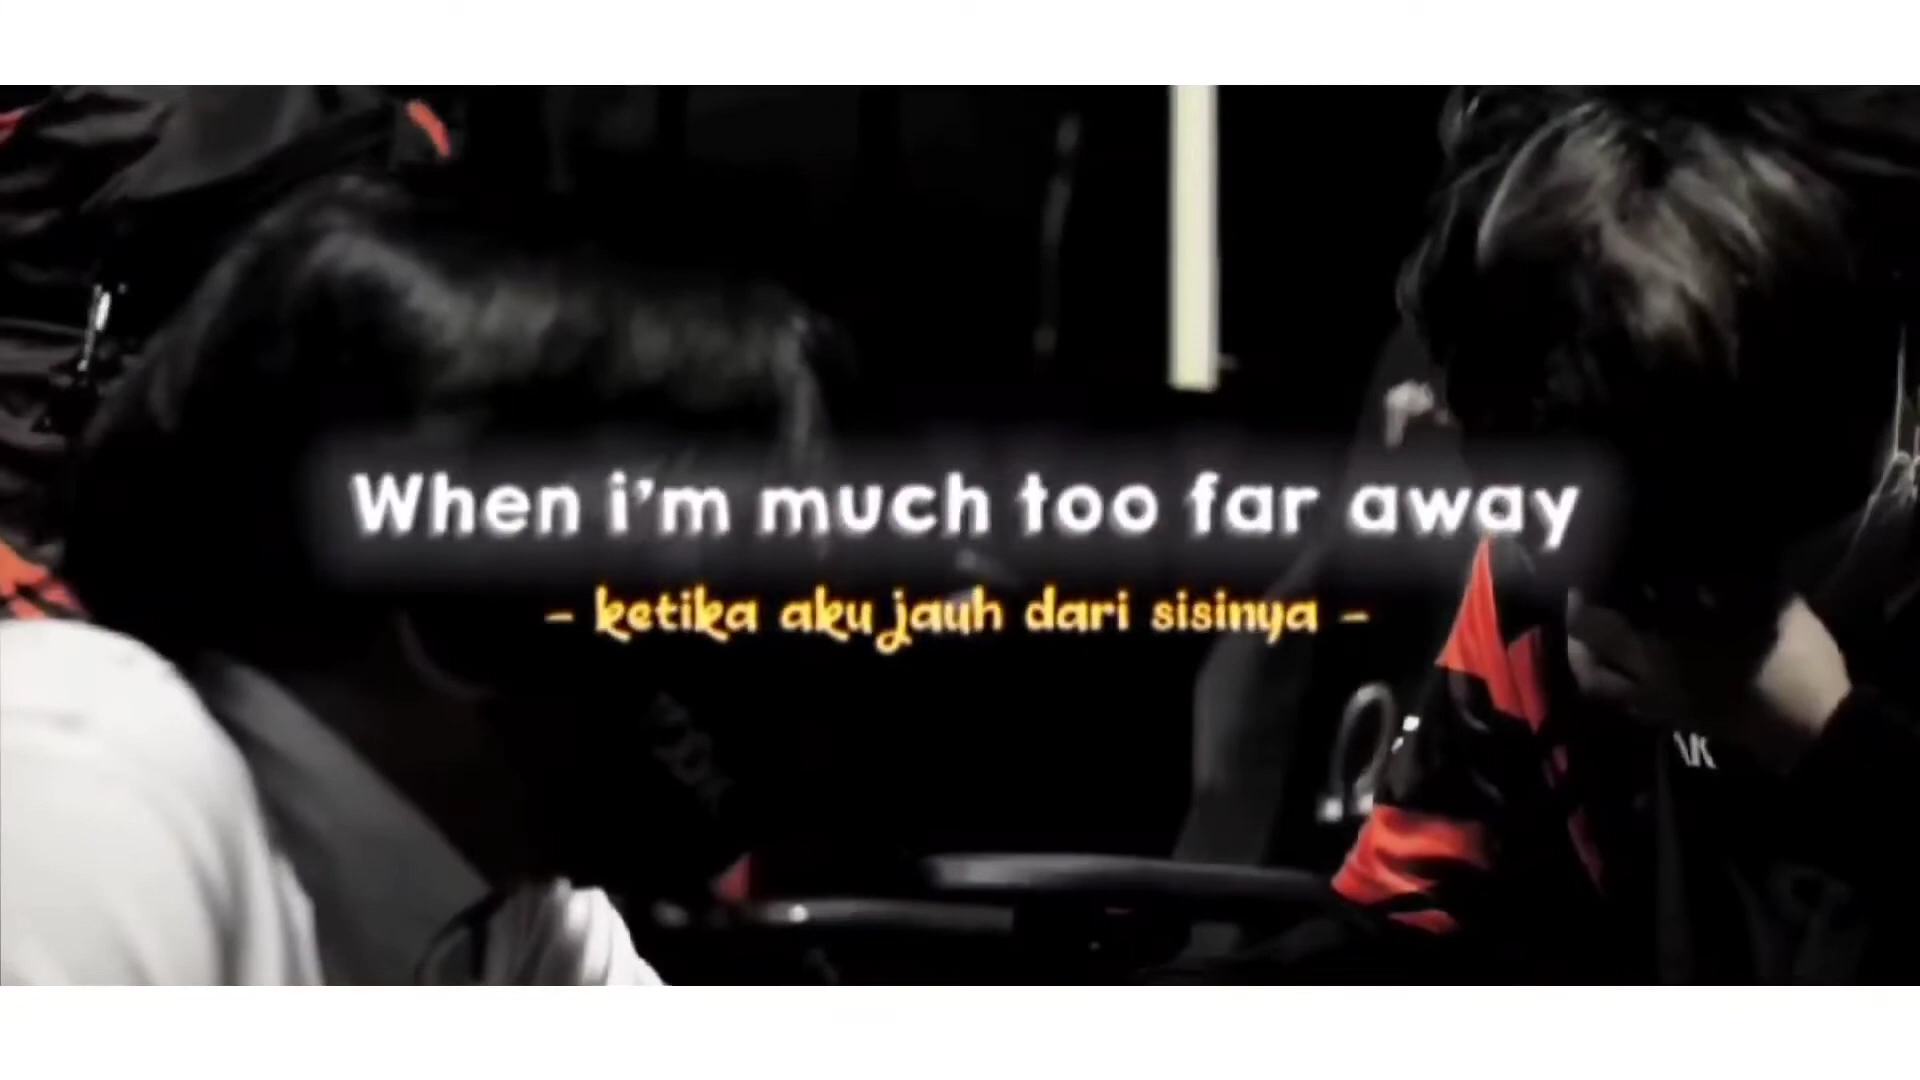 When i'm much too far away
- ketika aku jauh dari sisinya -